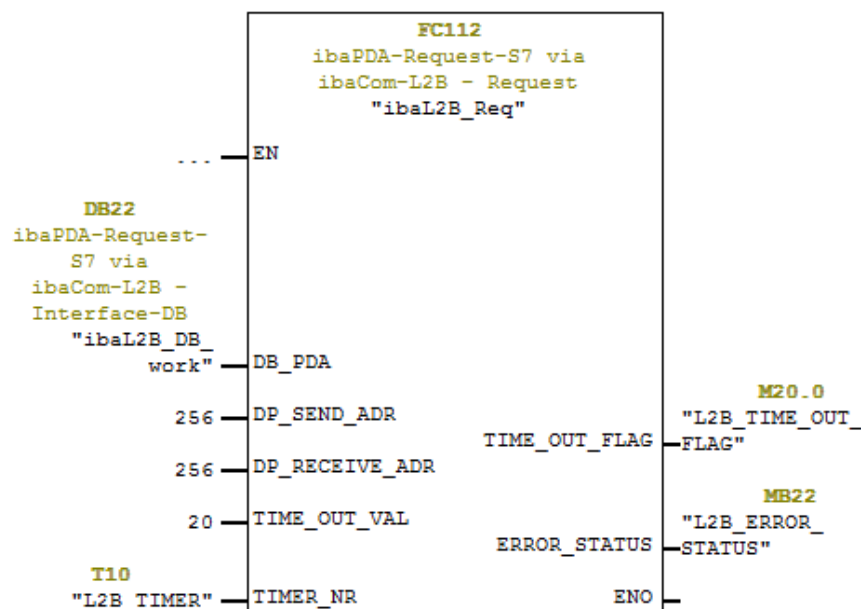 FC112
ibaPDA-Request-S7 via
ibaCom-L2B - Request
"ibaL2B_Req"
... EN
DB22
ibaPDA-Request-
S7 via
ibaCom-L2B -
Interface-DB
"ibaL2B_DB_
work" DB_PDA
M20.0
256 DP_SEND_ADR "L2B_TIME_OUT_
TIME_OUT_FLAG FLAG"
256 DP_RECEIVE_ADR
MB22
20 TIME_OUT_VAL "L2B_ERROR_
ERROR_STATUS STATUS"
T10
"L2B_TIMER" TIMER_NR ENO